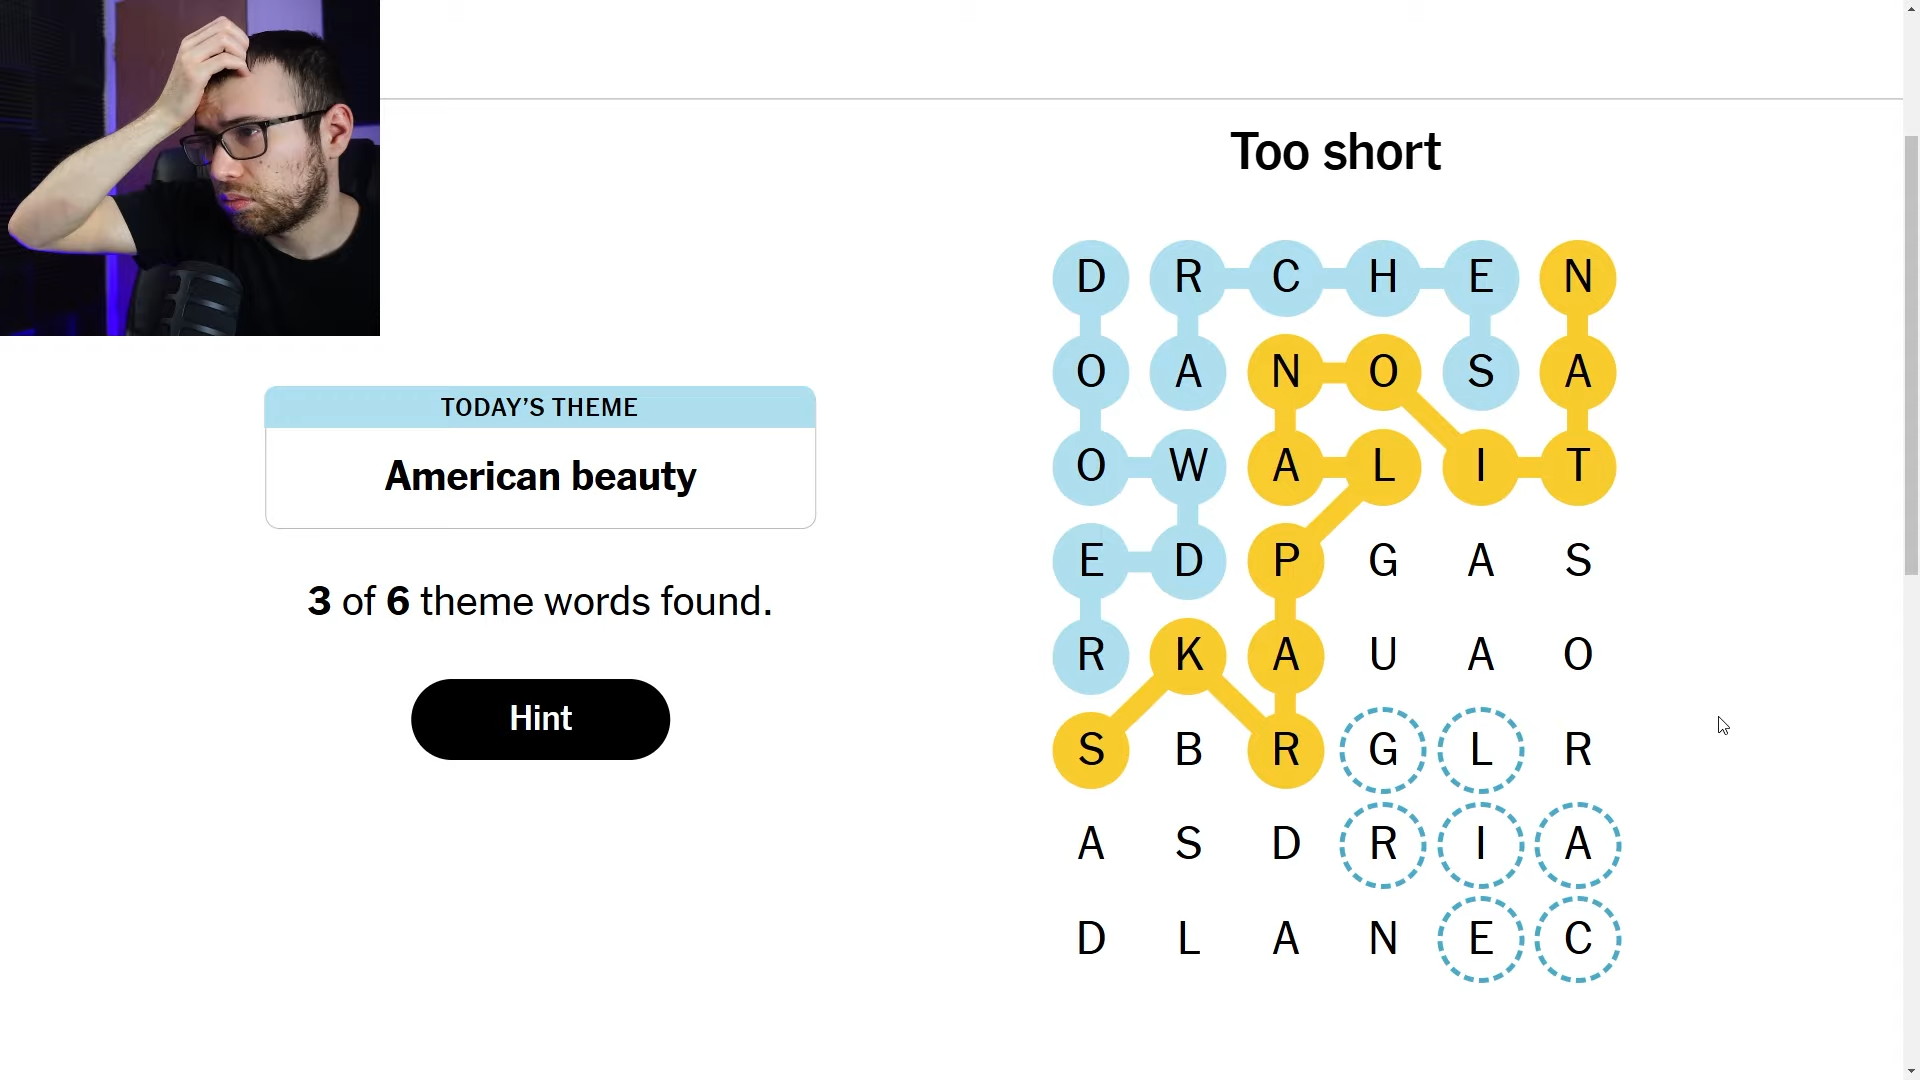 Too short
TODAY'S THEME
American beauty
3 of 6 theme words found.
Hint
D R C H E N
O A N O S A
O W A L I T
E D P G A S
R K A U A O
S B R G L R
A S D R I A
D L A N E C